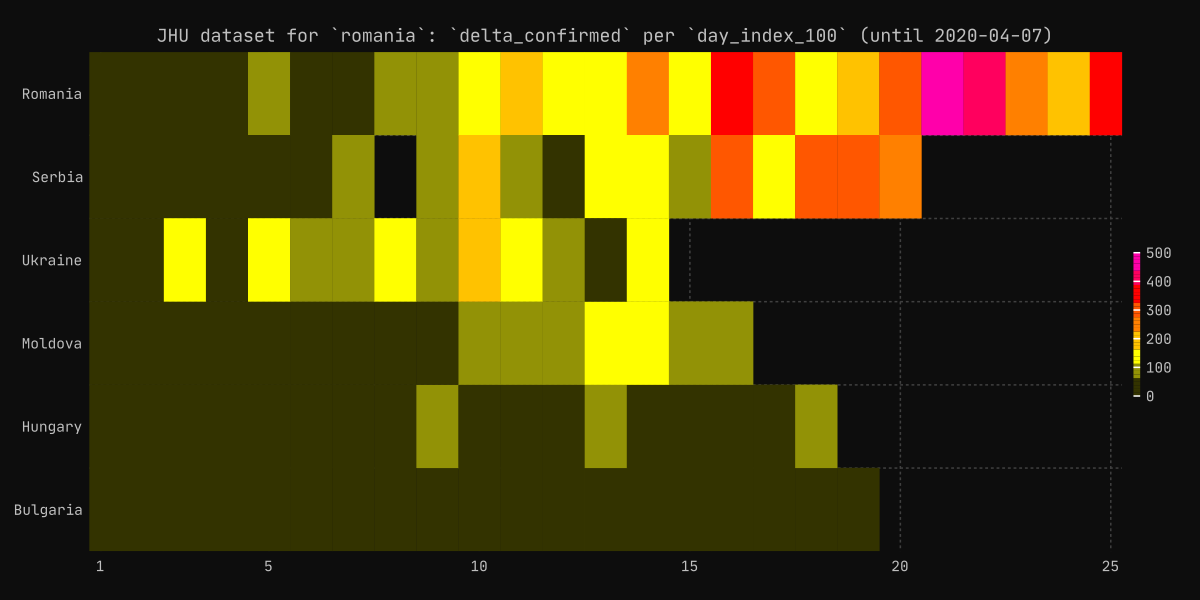 JHU dataset for `romania`: `delta_confirmed` per `day_index_100` (until 2020-04-07)
Romania
Serbia
Ukraine
Moldova
Hungary
Bulgaria
1 5 10 15 20 25
500
400
300
200
100
0